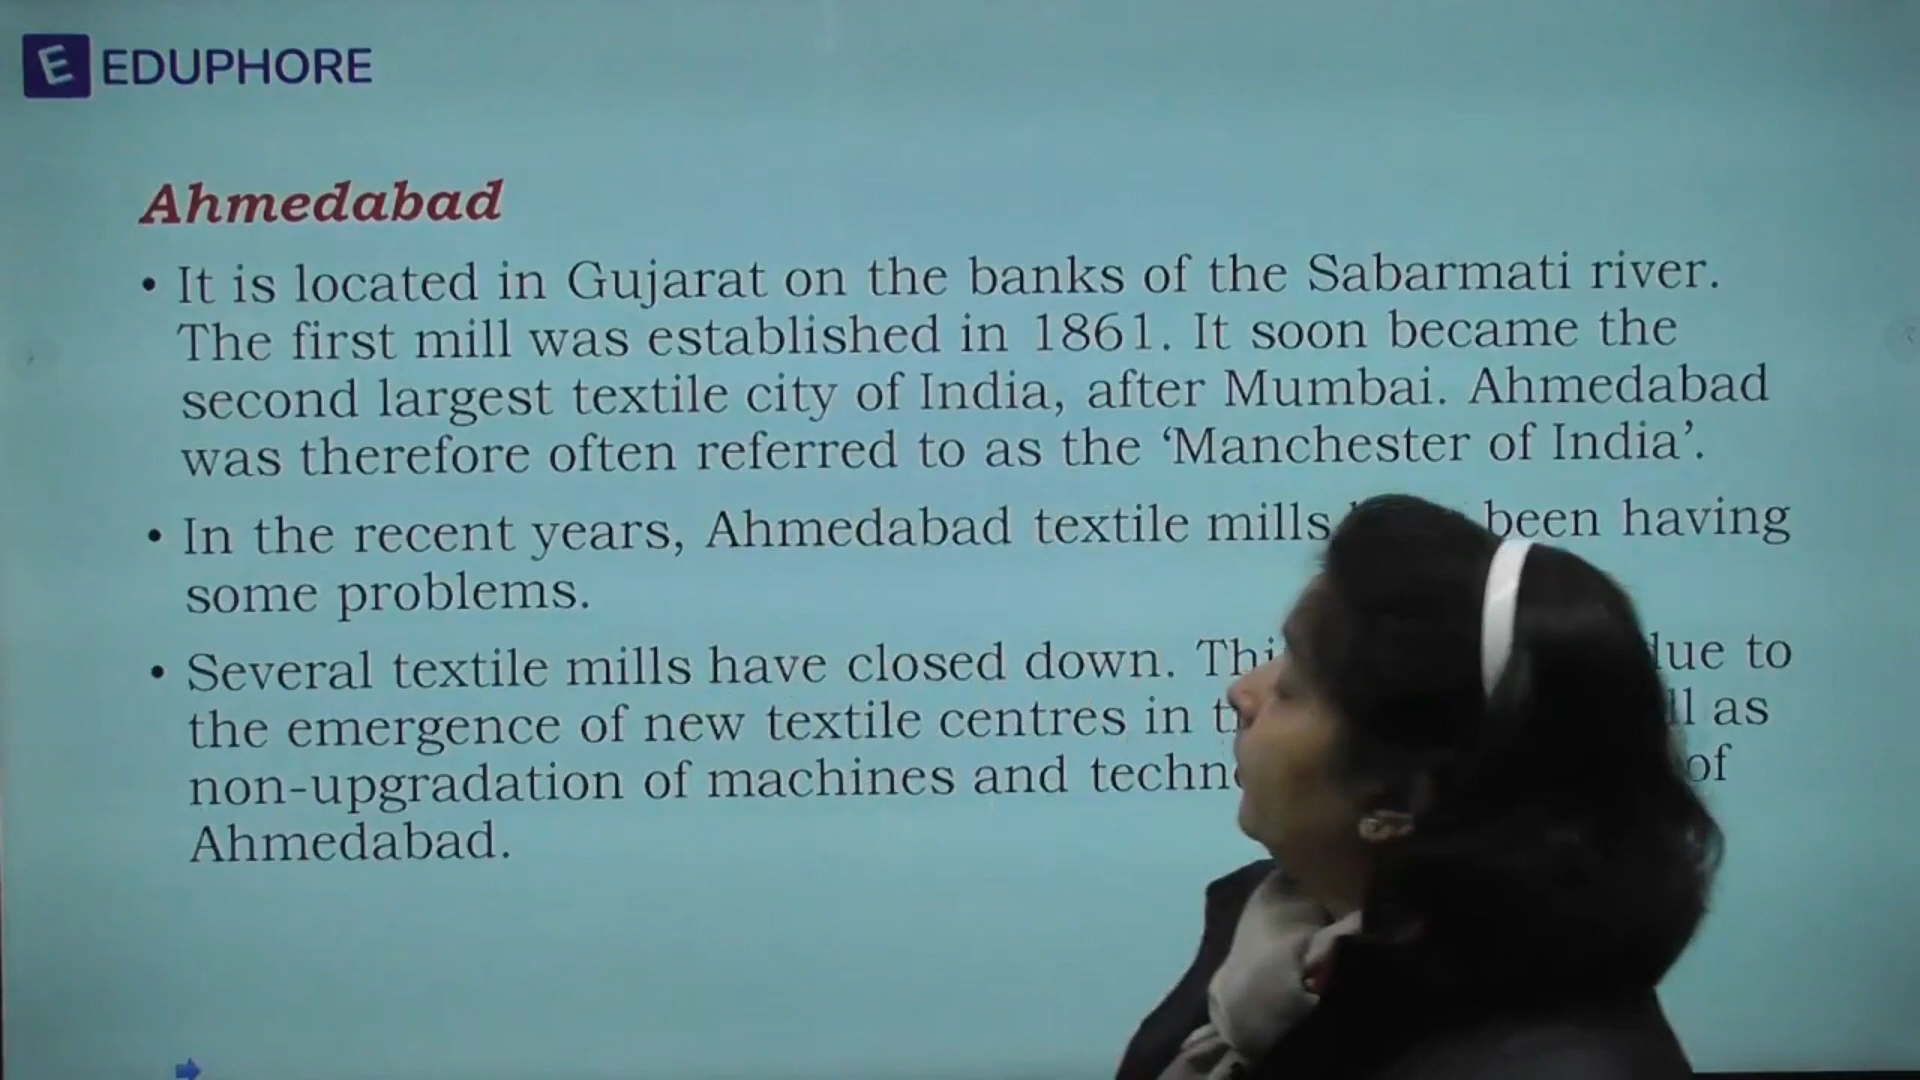 E EDUPHORE
Ahmedabad
• It is located in Gujarat on the banks of the Sabarmati river.
The first mill was established in 1861. It soon became the
second largest textile city of India, after Mumbai. Ahmedabad
was therefore often referred to as the ‘Manchester of India’.
• In the recent years, Ahmedabad textile mills been having
some problems.
• Several textile mills have closed down. to
the emergence of new textile centres in as
non-upgradation of machines and of
Ahmedabad.